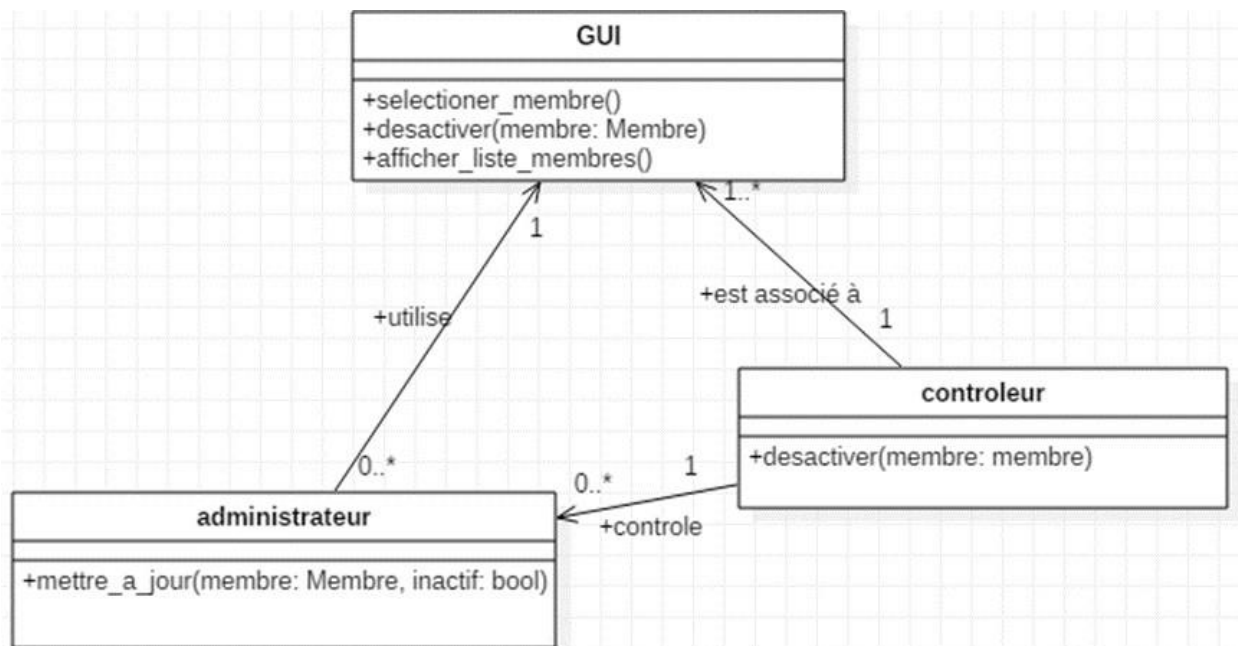 GUI
+selectioner_membre()
+desactiver(membre: Membre)
+afficher_liste_membres()
1..*
1
+est associé à
+utilise
1
controleur
+desactiver(membre: membre)
0..*
1
0..*
+controle
administrateur
+mettre_a_jour(membre: Membre, inactif: bool)